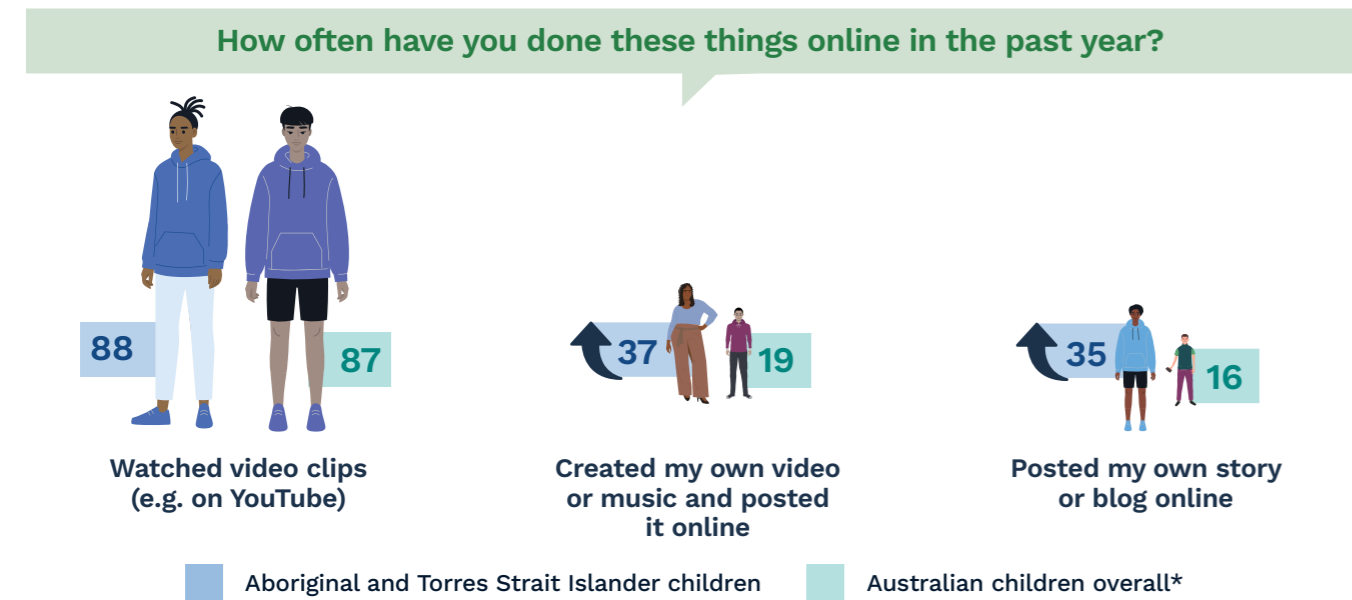 How often have you done these things online in the past year?
88
87
37
19
35
16
Watched video clips
(e.g. on YouTube)
Created my own video
or music and posted
it online
Posted my own story
or blog online
Aboriginal and Torres Strait Islander children
Australian children overall*